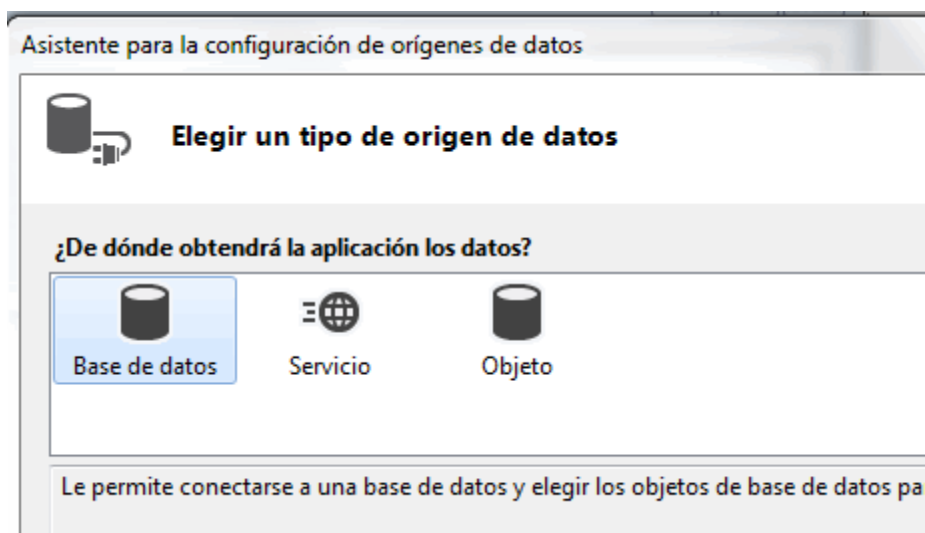 Asistente para la configuración de orígenes de datos
Elegir un tipo de origen de datos
¿De dónde obtendrá la aplicación los datos?
Base de datos
Servicio
Objeto
Le permite conectarse a una base de datos y elegir los objetos de base de datos pa